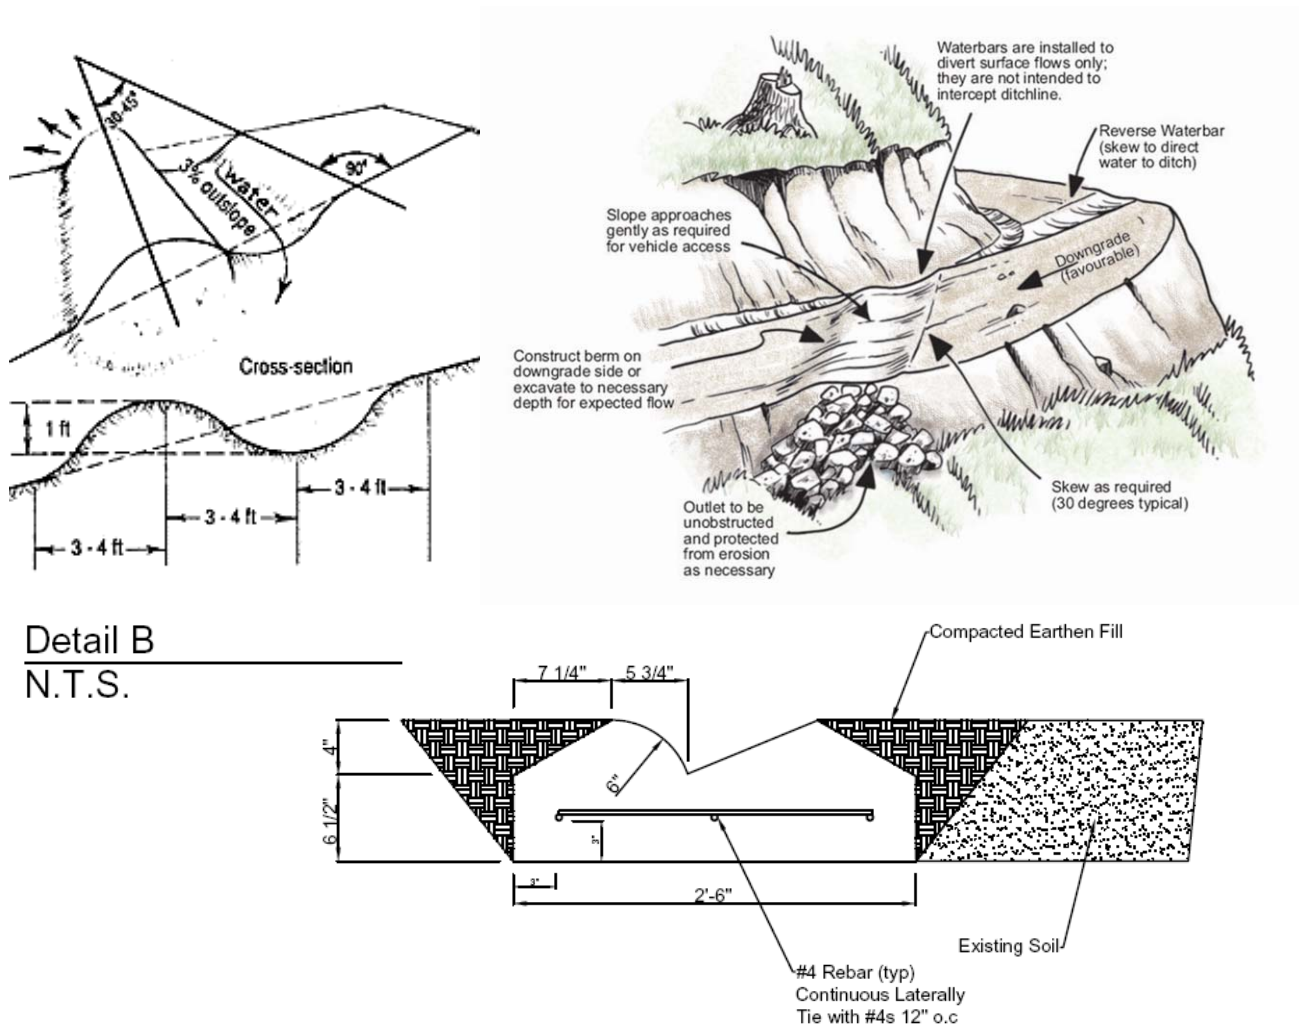 30-45°
3% outslope
water
90°
Cross-section
1 ft
3 - 4 ft
3 - 4 ft
3 - 4 ft
Waterbars are installed to
divert surface flows only;
they are not intended to
intercept ditchline.
Reverse Waterbar
(skew to direct
water to ditch)
Slope approaches
gently as required
for vehicle access
Downgrade
(favourable)
Construct berm on
downgrade side or
excavate to necessary
depth for expected flow
Skew as required
(30 degrees typical)
Outlet to be
unobstructed
and protected
from erosion
as necessary
Detail B
N.T.S.
Compacted Earthen Fill
7 1/4"
5 3/4"
4"
6"
6 1/2"
3"
3"
2'-6"
Existing Soil
#4 Rebar (typ)
Continuous Laterally
Tie with #4s 12" o.c